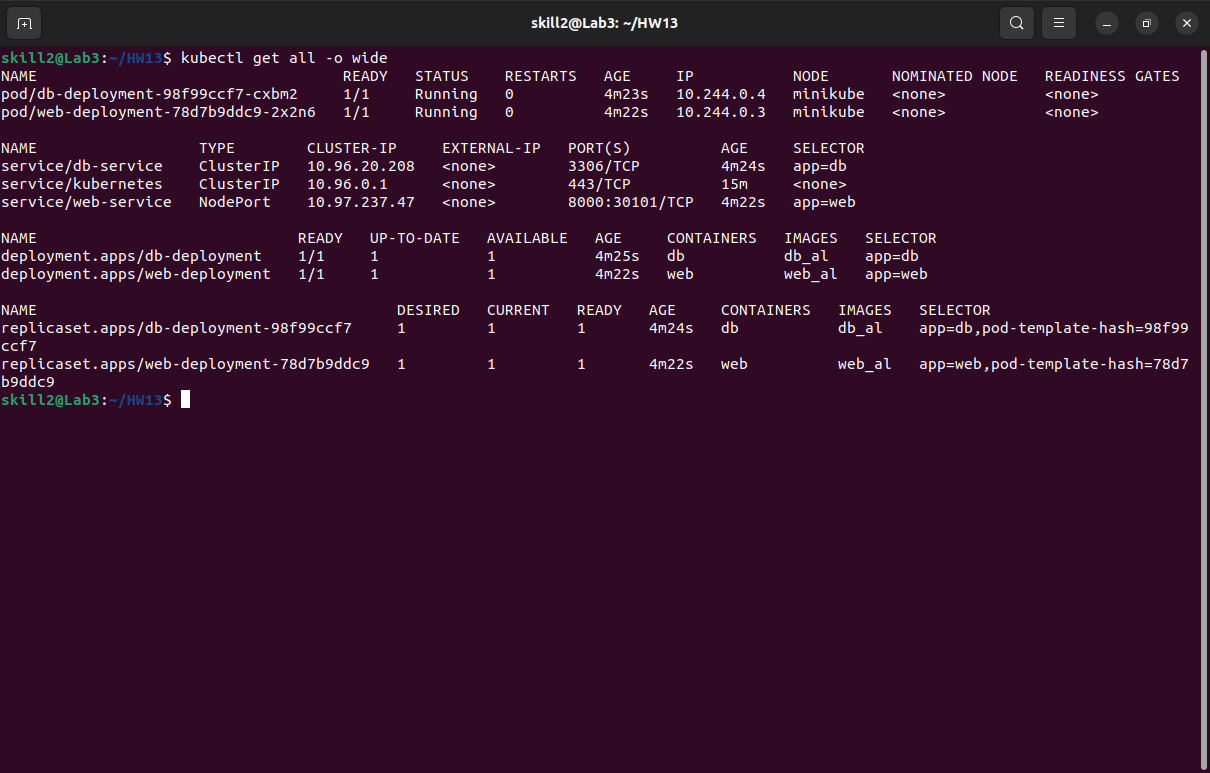 skill2@Lab3: ~/HW13
skill2@Lab3:~/HW13$ kubectl get all -o wide
NAME                                 READY   STATUS    RESTARTS   AGE     IP           NODE       NOMINATED NODE   READINESS GATES
pod/db-deployment-98f99ccf7-cxbm2     1/1     Running   0          4m23s   10.244.0.4   minikube   <none>           <none>
pod/web-deployment-78d7b9ddc9-2x2n6   1/1     Running   0          4m22s   10.244.0.3   minikube   <none>           <none>

NAME                  TYPE        CLUSTER-IP     EXTERNAL-IP   PORT(S)          AGE     SELECTOR
service/db-service    ClusterIP   10.96.20.208   <none>        3306/TCP         4m24s   app=db
service/kubernetes    ClusterIP   10.96.0.1      <none>        443/TCP          15m     <none>
service/web-service   NodePort    10.97.237.47   <none>        8000:30101/TCP   4m22s   app=web

NAME                             READY   UP-TO-DATE   AVAILABLE   AGE     CONTAINERS   IMAGES   SELECTOR
deployment.apps/db-deployment    1/1     1            1           4m25s   db           db_al    app=db
deployment.apps/web-deployment   1/1     1            1           4m22s   web          web_al   app=web

NAME                                        DESIRED   CURRENT   READY   AGE     CONTAINERS   IMAGES   SELECTOR
replicaset.apps/db-deployment-98f99ccf7     1         1         1       4m24s   db           db_al    app=db,pod-template-hash=98f99
ccf7
replicaset.apps/web-deployment-78d7b9ddc9   1         1         1       4m22s   web          web_al   app=web,pod-template-hash=78d7
b9ddc9
skill2@Lab3:~/HW13$